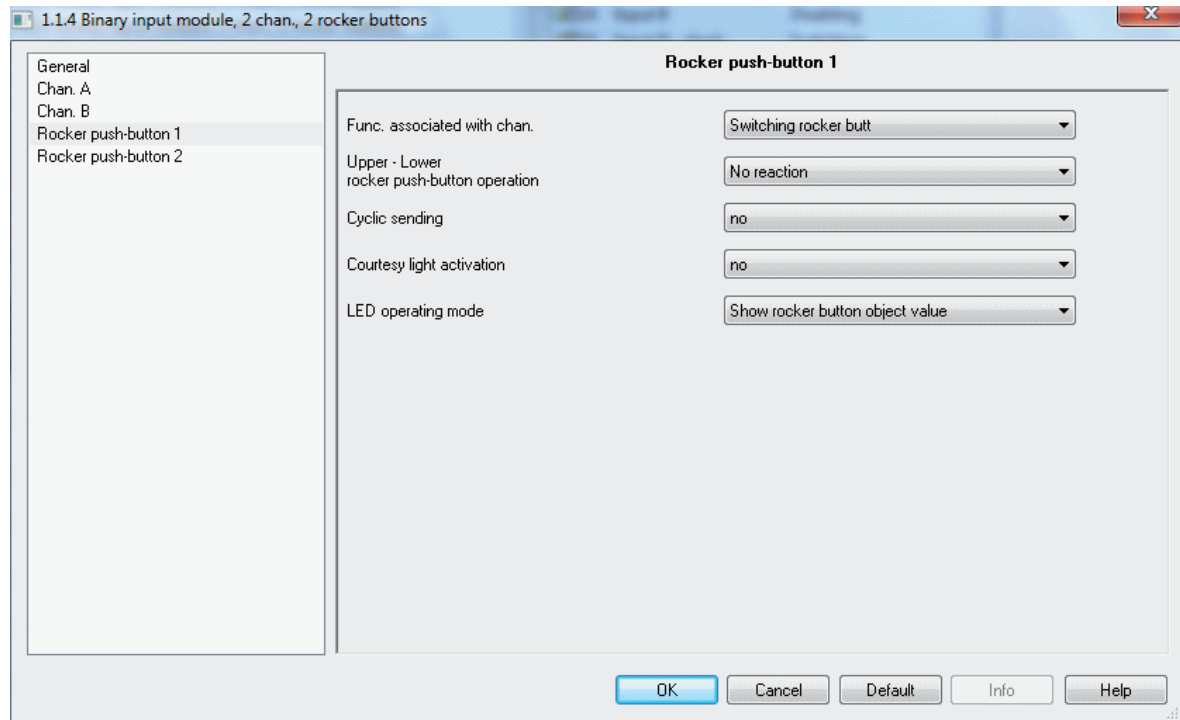 1.1.4 Binary input module, 2 chan., 2 rocker buttons
General
Chan. A
Chan. B
Rocker push-button 1
Rocker push-button 2
Rocker push-button 1
Func. associated with chan.
Switching rocker butt
Upper - Lower
rocker push-button operation
No reaction
Cyclic sending
no
Courtesy light activation
no
LED operating mode
Show rocker button object value
OK
Cancel
Default
Info
Help